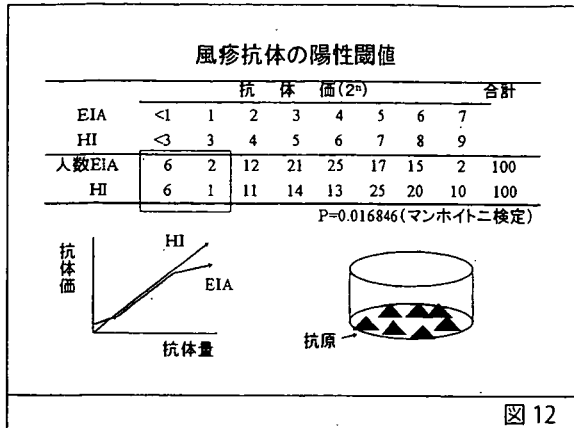 風疹抗体の陽性閾値
抗 体 価(2ⁿ) 合計
EIA <1 1 2 3 4 5 6 7
HI <3 3 4 5 6 7 8 9
人数EIA 6 2 12 21 25 17 15 2 100
HI 6 1 11 14 13 25 20 10 100
P=0.016846(マンホイトニ検定)
抗体価
HI
EIA
抗体量
抗原
図 12